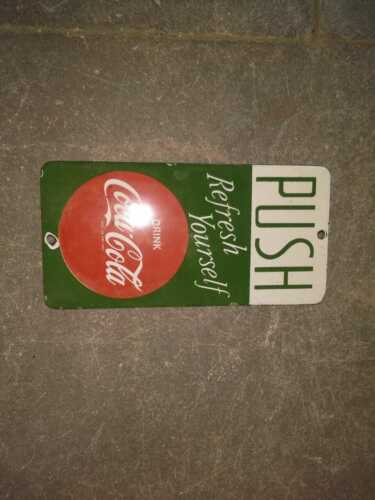 PUSH
Refresh
Yourself
DRINK
Coca-Cola